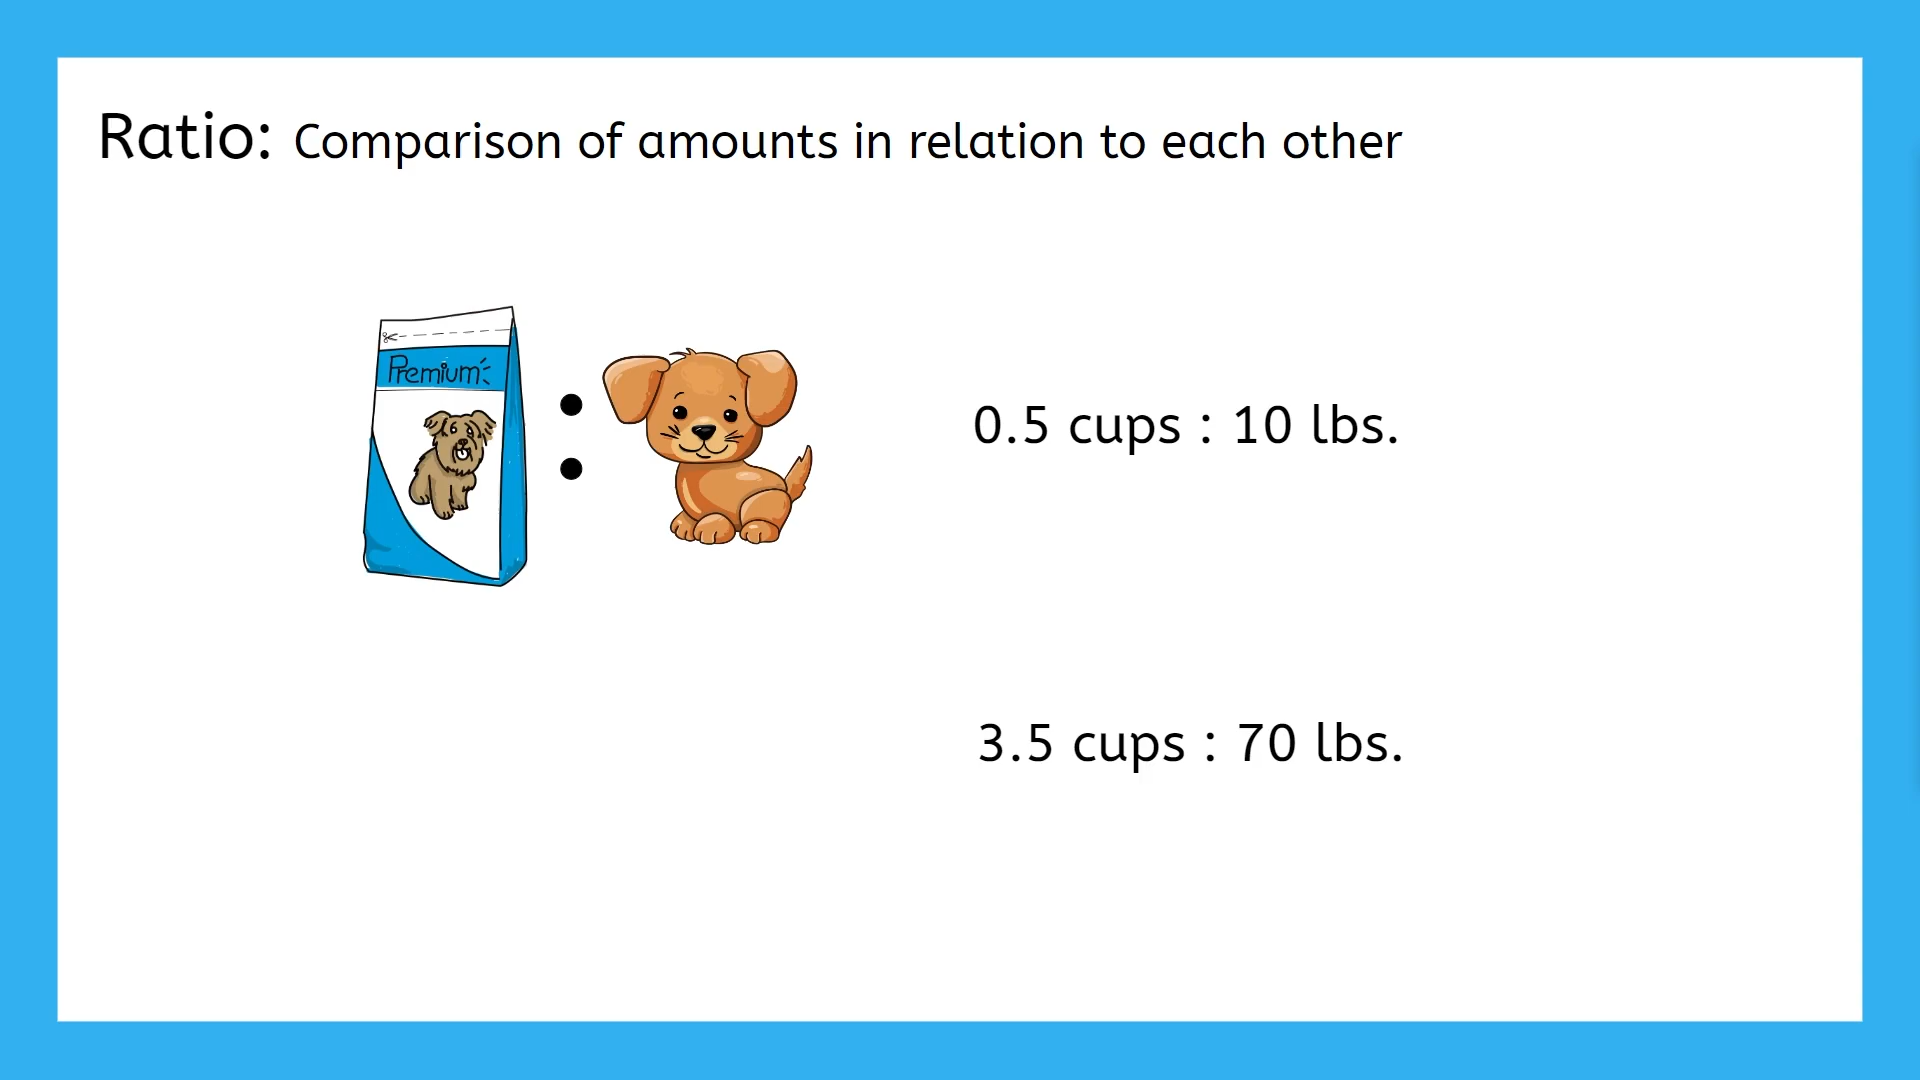 Ratio: Comparison of amounts in relation to each other
Premium
0.5 cups : 10 lbs.
3.5 cups : 70 lbs.